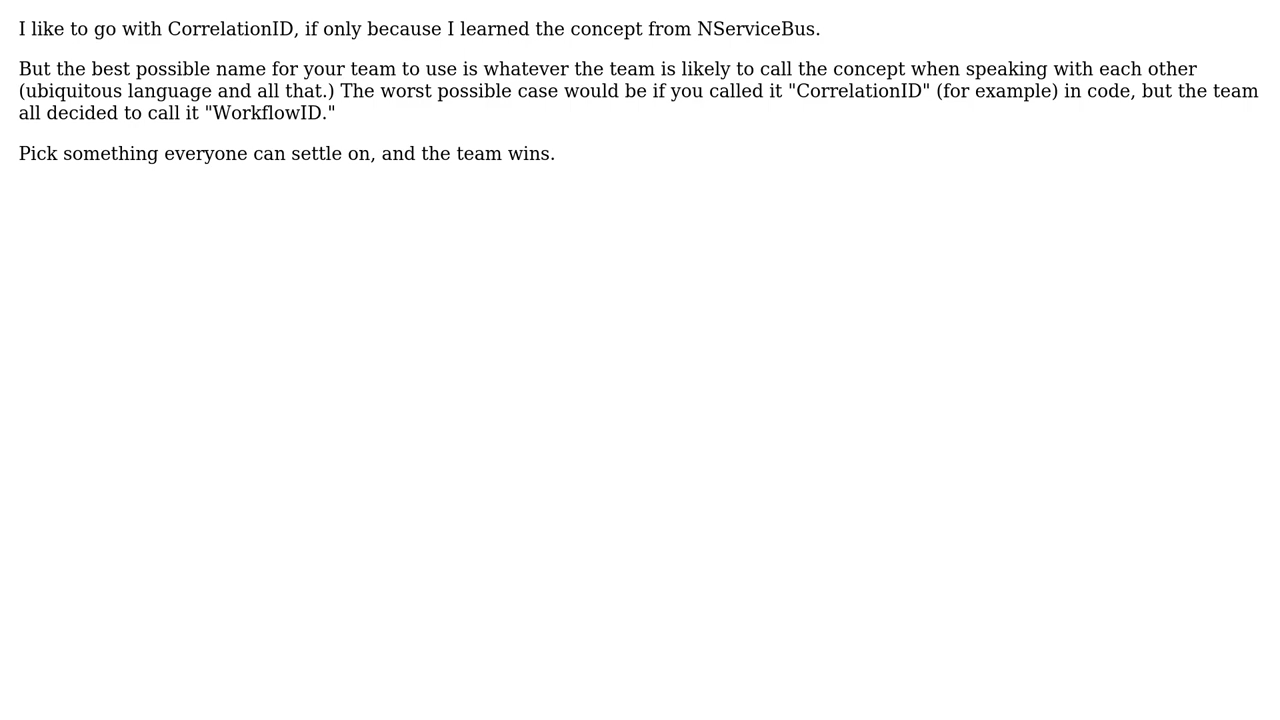 I like to go with CorrelationID, if only because I learned the concept from NServiceBus.
But the best possible name for your team to use is whatever the team is likely to call the concept when speaking with each other
(ubiquitous language and all that.) The worst possible case would be if you called it "CorrelationID" (for example) in code, but the team
all decided to call it "WorkflowID."
Pick something everyone can settle on, and the team wins.